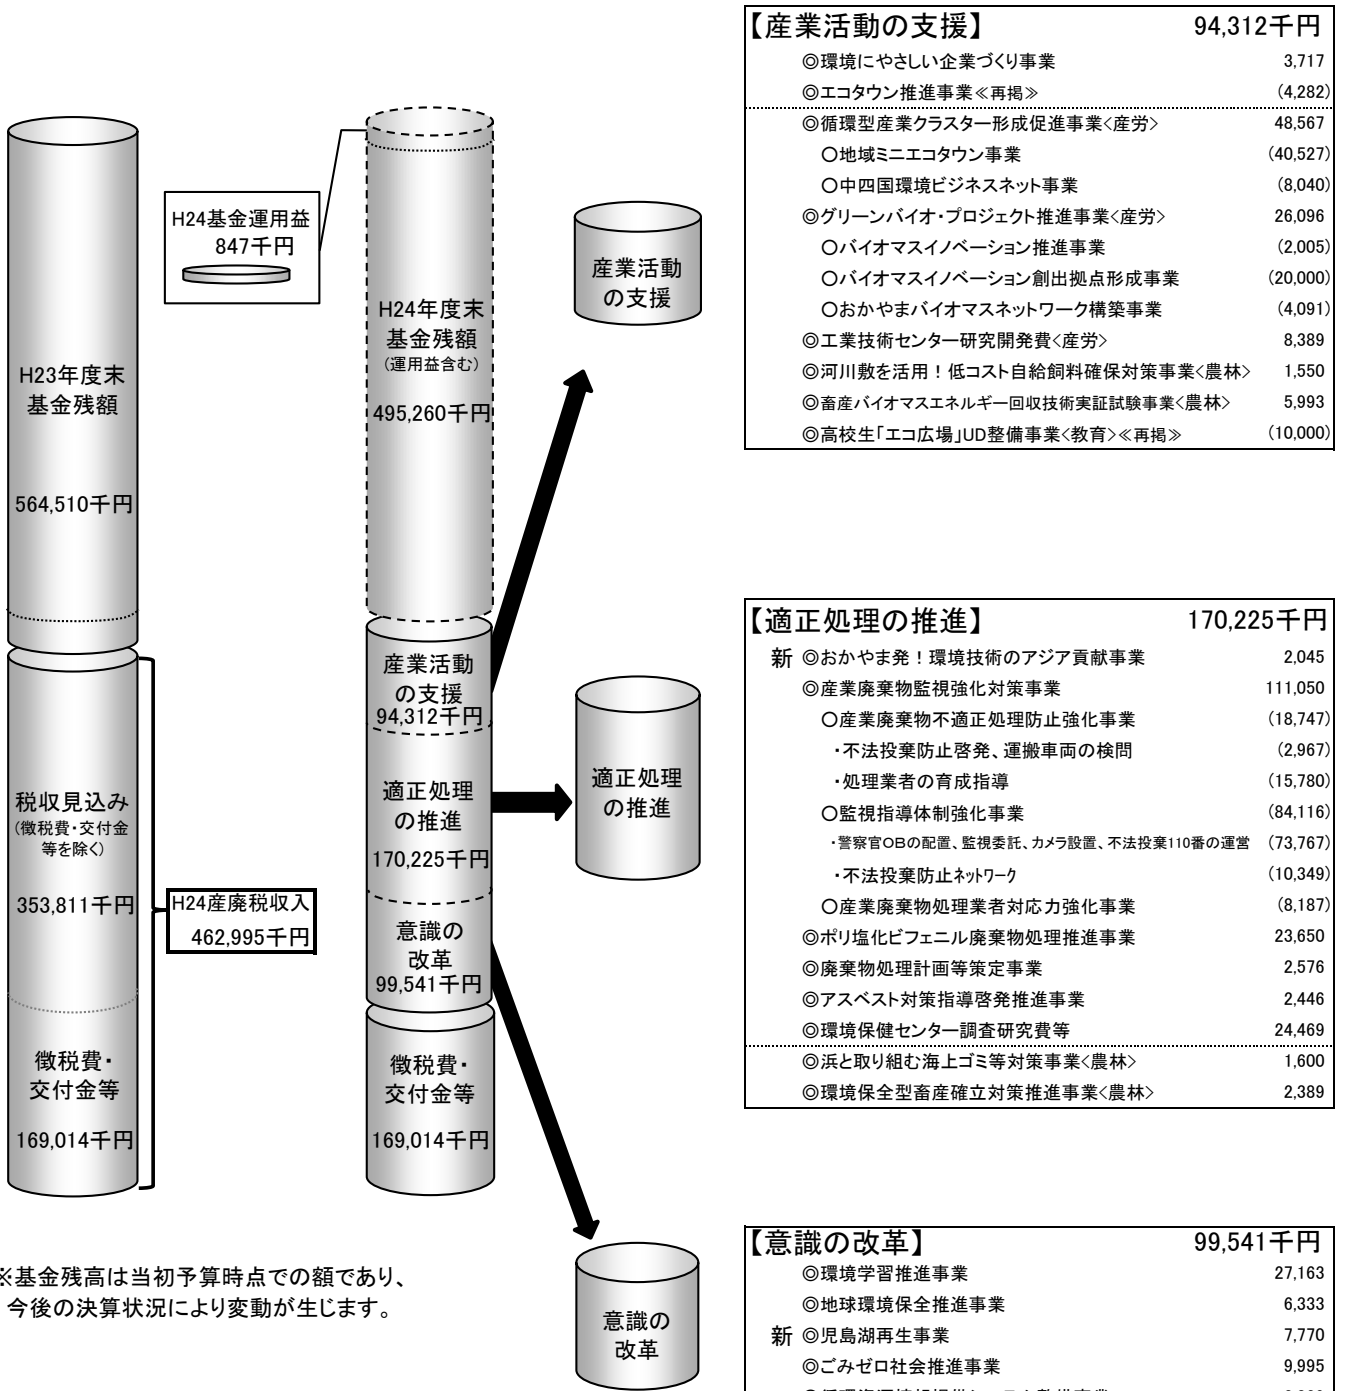 H23年度末
基金残額
564,510千円
税収見込み
(徴税費・交付金
等を除く)
353,811千円
徴税費・
交付金等
169,014千円
H24基金運用益
847千円
H24産廃税収入
462,995千円
H24年度末
基金残額
(運用益含む)
495,260千円
産業活動
の支援
94,312千円
適正処理
の推進
170,225千円
意識の
改革
99,541千円
徴税費・
交付金等
169,014千円
産業活動
の支援
適正処理
の推進
意識の
改革
※基金残高は当初予算時点での額であり、
今後の決算状況により変動が生じます。
【産業活動の支援】 94,312千円
◎環境にやさしい企業づくり事業 3,717
◎エコタウン推進事業≪再掲≫ (4,282)
◎循環型産業クラスター形成促進事業<産労> 48,567
○地域ミニエコタウン事業 (40,527)
○中四国環境ビジネスネット事業 (8,040)
◎グリーンバイオ・プロジェクト推進事業<産労> 26,096
○バイオマスイノベーション推進事業 (2,005)
○バイオマスイノベーション創出拠点形成事業 (20,000)
○おかやまバイオマスネットワーク構築事業 (4,091)
◎工業技術センター研究開発費<産労> 8,389
◎河川敷を活用!低コスト自給飼料確保対策事業<農林> 1,550
◎畜産バイオマスエネルギー回収技術実証試験事業<農林> 5,993
◎高校生「エコ広場」UD整備事業<教育>≪再掲≫ (10,000)
【適正処理の推進】 170,225千円
新 ◎おかやま発!環境技術のアジア貢献事業 2,045
◎産業廃棄物監視強化対策事業 111,050
○産業廃棄物不適正処理防止強化事業 (18,747)
・不法投棄防止啓発、運搬車両の検問 (2,967)
・処理業者の育成指導 (15,780)
○監視指導体制強化事業 (84,116)
・警察官OBの配置、監視委託、カメラ設置、不法投棄110番の運営 (73,767)
・不法投棄防止ネットワーク (10,349)
○産業廃棄物処理業者対応力強化事業 (8,187)
◎ポリ塩化ビフェニル廃棄物処理推進事業 23,650
◎廃棄物処理計画等策定事業 2,576
◎アスベスト対策指導啓発推進事業 2,446
◎環境保健センター調査研究費等 24,469
◎浜と取り組む海上ゴミ等対策事業<農林> 1,600
◎環境保全型畜産確立対策推進事業<農林> 2,389
【意識の改革】 99,541千円
◎環境学習推進事業 27,163
◎地球環境保全推進事業 6,333
新 ◎児島湖再生事業 7,770
◎ごみゼロ社会推進事業 9,995